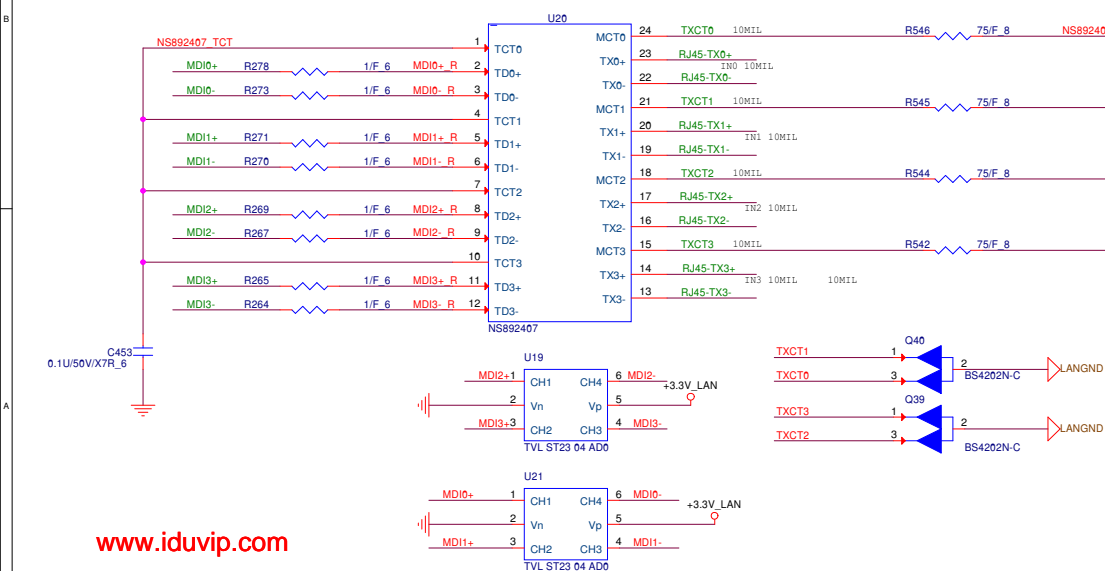 B
U20
NS892407_TCT 1 TCT0 MCT0 24 TXCT0 10MIL R546 75/F_8 NS89240
MDI0+ R278 1/F_6 MDI0+_R 2 TD0+ TX0+ 23 RJ45-TX0+
IN0 10MIL
MDI0- R273 1/F_6 MDI0-_R 3 TD0- TX0- 22 RJ45-TX0-
4 TCT1 MCT1 21 TXCT1 10MIL R545 75/F_8
MDI1+ R271 1/F_6 MDI1+_R 5 TD1+ TX1+ 20 RJ45-TX1+
IN1 10MIL
MDI1- R270 1/F_6 MDI1-_R 6 TD1- TX1- 19 RJ45-TX1-
7 TCT2 MCT2 18 TXCT2 10MIL R544 75/F_8
MDI2+ R269 1/F_6 MDI2+_R 8 TD2+ TX2+ 17 RJ45-TX2+
IN2 10MIL
MDI2- R267 1/F_6 MDI2-_R 9 TD2- TX2- 16 RJ45-TX2-
10 TCT3 MCT3 15 TXCT3 10MIL R542 75/F_8
MDI3+ R265 1/F_6 MDI3+_R 11 TD3+ TX3+ 14 RJ45-TX3+
IN3 10MIL 10MIL
MDI3- R264 1/F_6 MDI3-_R 12 TD3- TX3- 13 RJ45-TX3-
NS892407
C453
0.1U/50V/X7R_6
A
U19
MDI2+ 1 CH1 CH4 6 MDI2-
2 Vn Vp 5 +3.3V_LAN
MDI3+ 3 CH2 CH3 4 MDI3-
TVL ST23 04 AD0
Q40
TXCT1 1
2 LANGND
TXCT0 3 BS4202N-C
Q39
TXCT3 1
2 LANGND
TXCT2 3
BS4202N-C
U21
MDI0+ 1 CH1 CH4 6 MDI0-
2 Vn Vp 5 +3.3V_LAN
MDI1+ 3 CH2 CH3 4 MDI1-
TVL ST23 04 AD0
www.iduvip.com